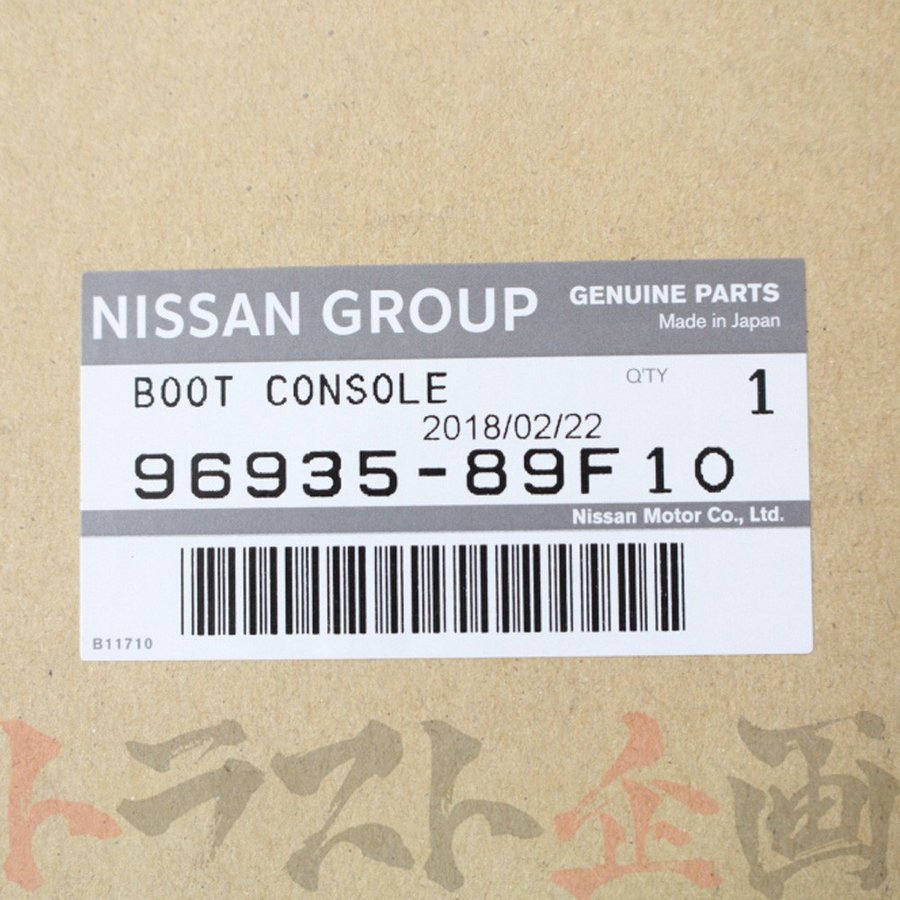 NISSAN GROUP
GENUINE PARTS
Made in Japan
BOOT CONSOLE
Q'TY 1
2018/02/22
96935-89F10
Nissan Motor Co., Ltd.
B11710
トラスト企画